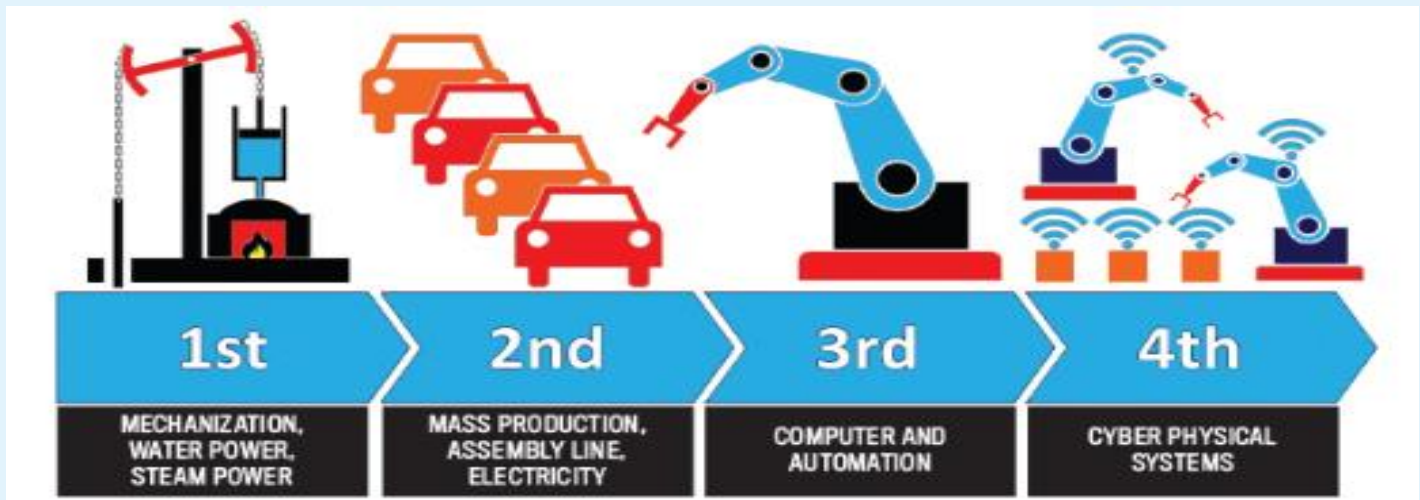 1st
2nd
3rd
4th
MECHANIZATION,
WATER POWER,
STEAM POWER
MASS PRODUCTION,
ASSEMBLY LINE,
ELECTRICITY
COMPUTER AND
AUTOMATION
CYBER PHYSICAL
SYSTEMS